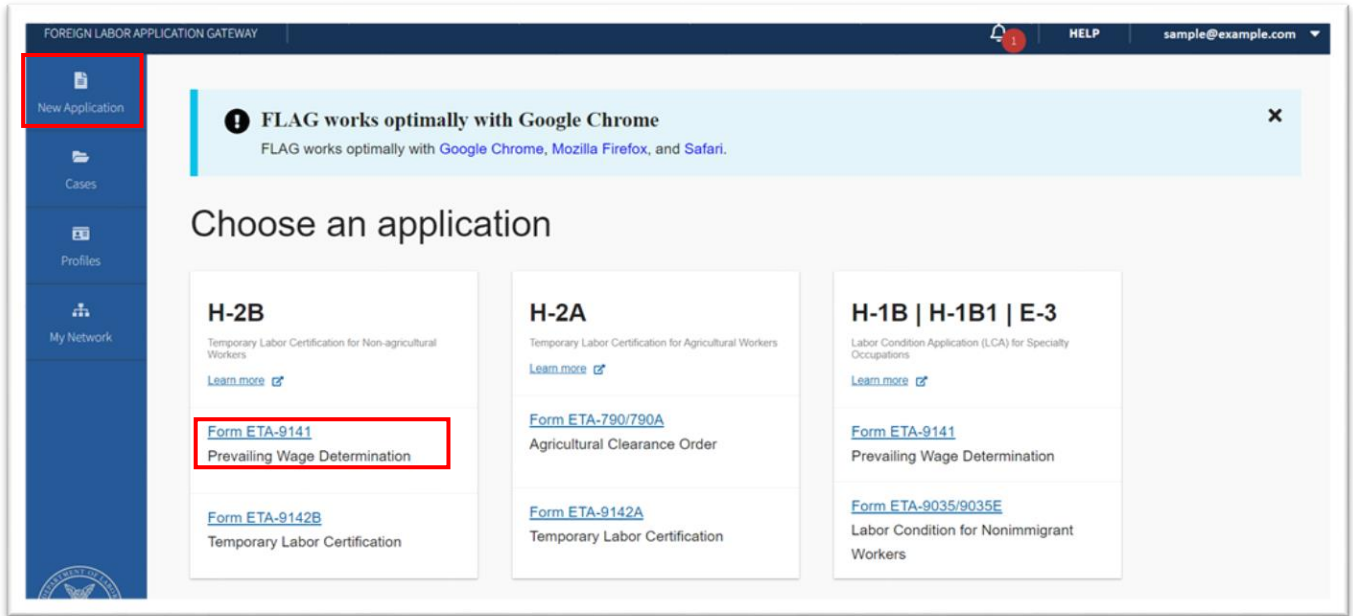 FOREIGN LABOR APPLICATION GATEWAY
1
HELP
sample@example.com
New Application
Cases
Profiles
My Network
FLAG works optimally with Google Chrome
FLAG works optimally with Google Chrome, Mozilla Firefox, and Safari.
Choose an application
H-2B
Temporary Labor Certification for Non-agricultural
Workers
Learn more
Form ETA-9141
Prevailing Wage Determination
Form ETA-9142B
Temporary Labor Certification
H-2A
Temporary Labor Certification for Agricultural Workers
Learn more
Form ETA-790/790A
Agricultural Clearance Order
Form ETA-9142A
Temporary Labor Certification
H-1B | H-1B1 | E-3
Labor Condition Application (LCA) for Specialty
Occupations
Learn more
Form ETA-9141
Prevailing Wage Determination
Form ETA-9035/9035E
Labor Condition for Nonimmigrant
Workers